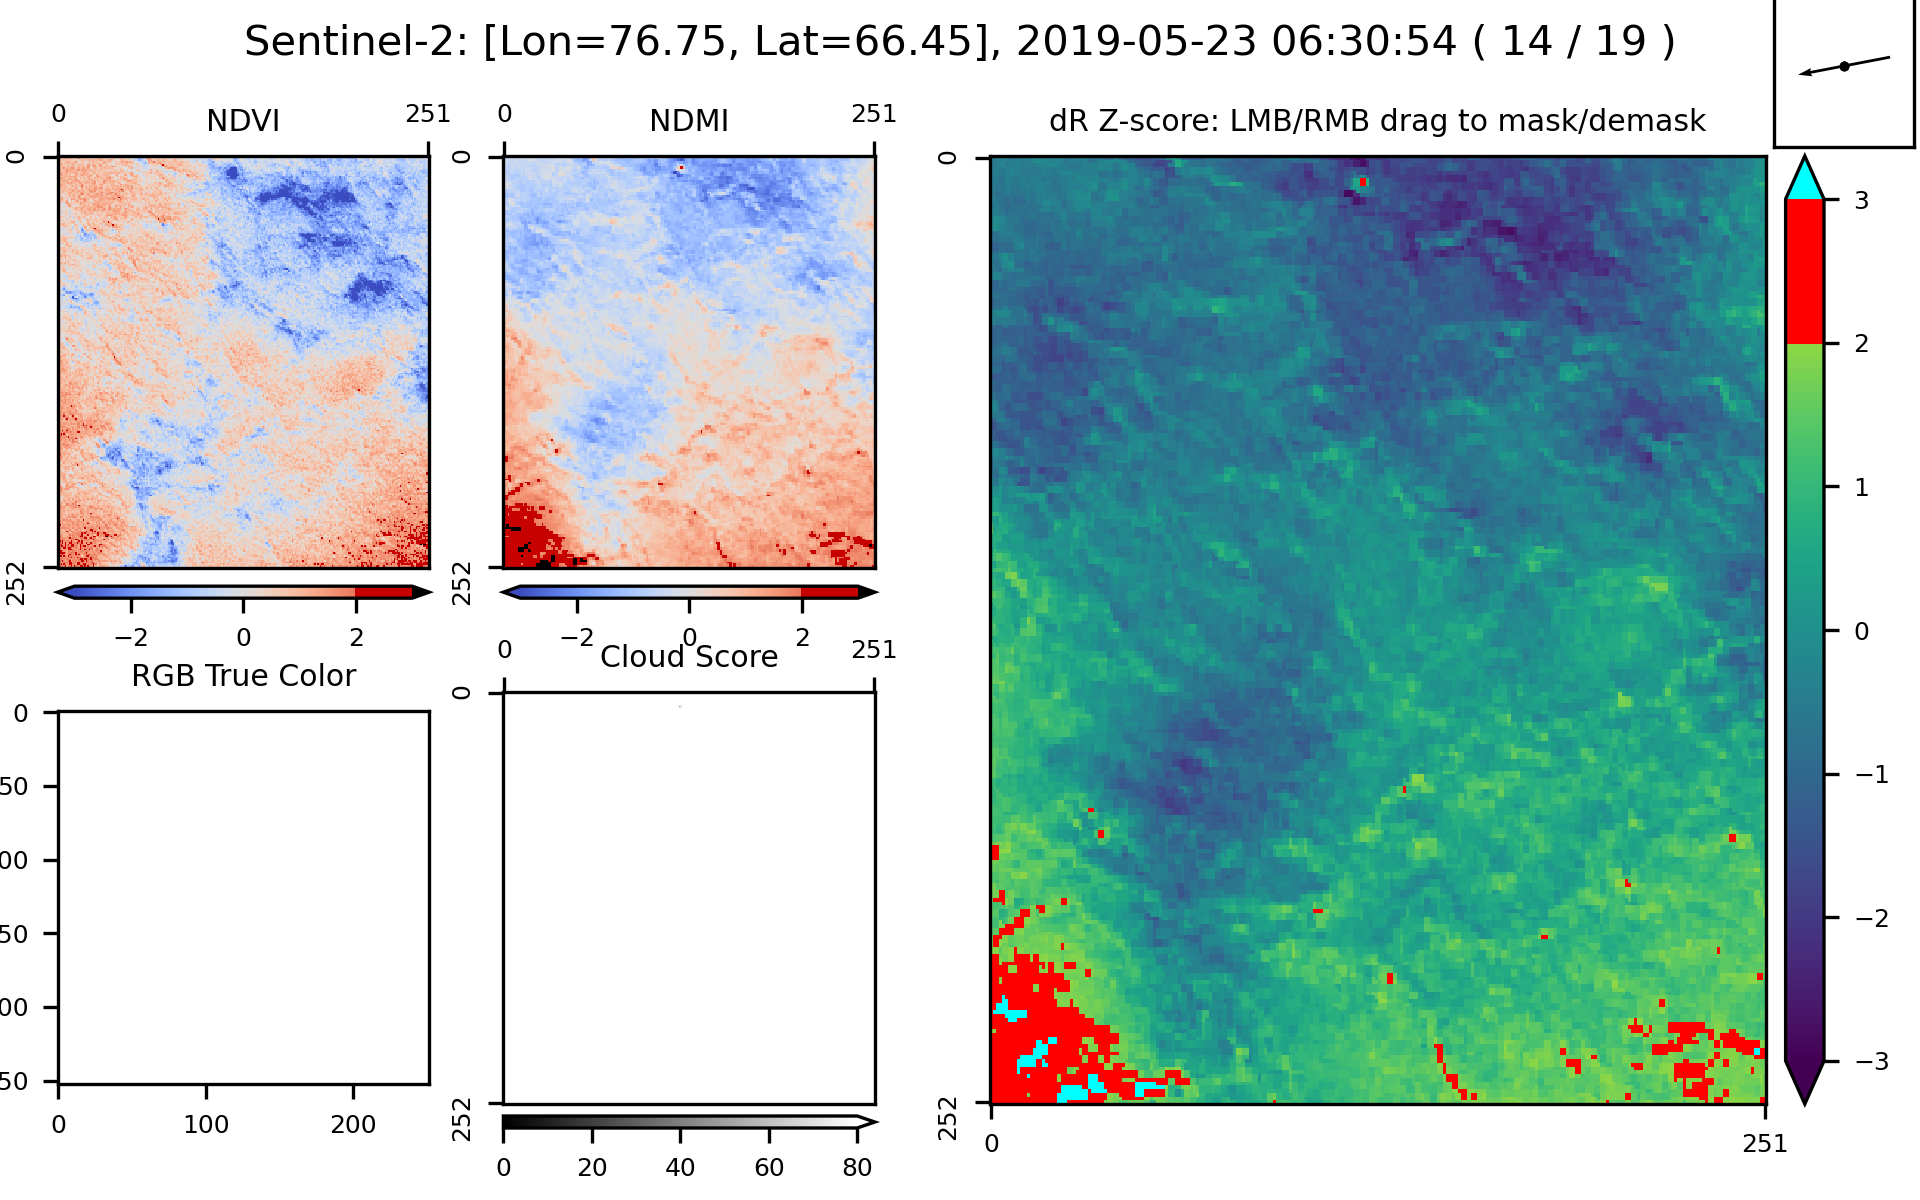 Sentinel-2: [Lon=76.75, Lat=66.45], 2019-05-23 06:30:54 ( 14 / 19 )
0 NDVI 251
0
252
−2 0 2
0 NDMI 251
0
252
−2 0 2
dR Z-score: LMB/RMB drag to mask/demask
0
252
0 251
3
2
1
0
−1
−2
−3
RGB True Color
0
50
00
50
00
50
0 100 200
0 Cloud Score 251
0
252
0 20 40 60 80